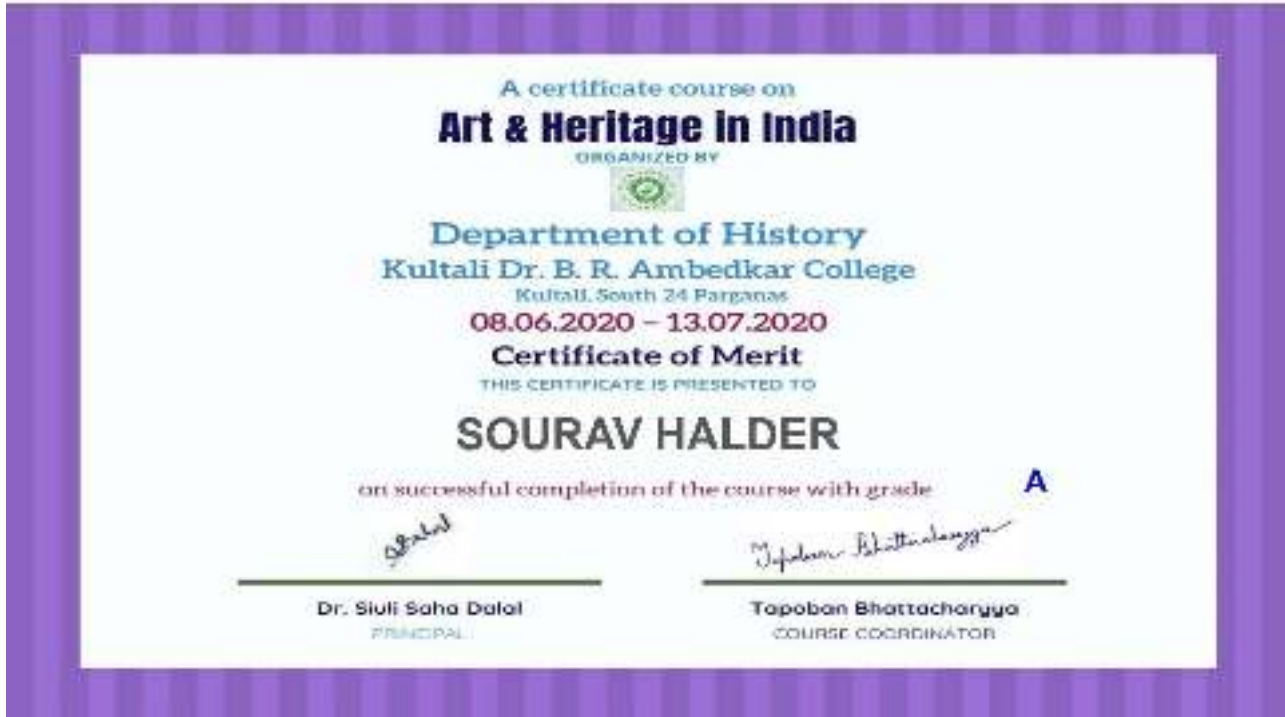 A certificate course on
Art & Heritage in India
ORGANIZED BY
Department of History
Kultali Dr. B. R. Ambedkar College
Kultali, South 24 Parganas
08.06.2020 – 13.07.2020
Certificate of Merit
THIS CERTIFICATE IS PRESENTED TO
SOURAV HALDER
on successful completion of the course with grade A
Tapoban Bhattacharyya
Dr. Siuli Saha Dalal Tapoban Bhattacharyya
PRINCIPAL COURSE COORDINATOR